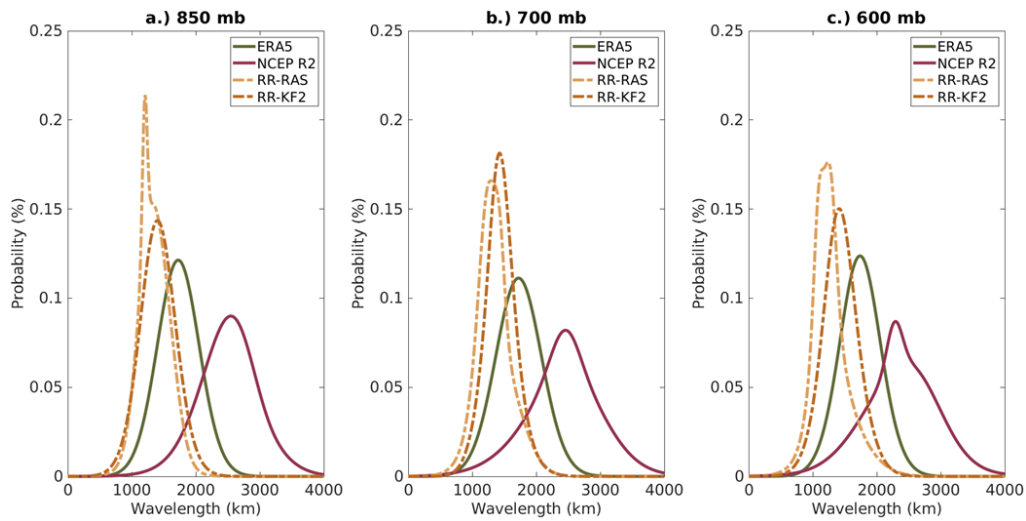 a.) 850 mb
0.25
0.2
0.15
0.1
0.05
0
Probability (%)
ERA5
NCEP R2
RR-RAS
RR-KF2
0 1000 2000 3000 4000
Wavelength (km)
b.) 700 mb
0.25
0.2
0.15
0.1
0.05
0
Probability (%)
ERA5
NCEP R2
RR-RAS
RR-KF2
0 1000 2000 3000 4000
Wavelength (km)
c.) 600 mb
0.25
0.2
0.15
0.1
0.05
0
Probability (%)
ERA5
NCEP R2
RR-RAS
RR-KF2
0 1000 2000 3000 4000
Wavelength (km)